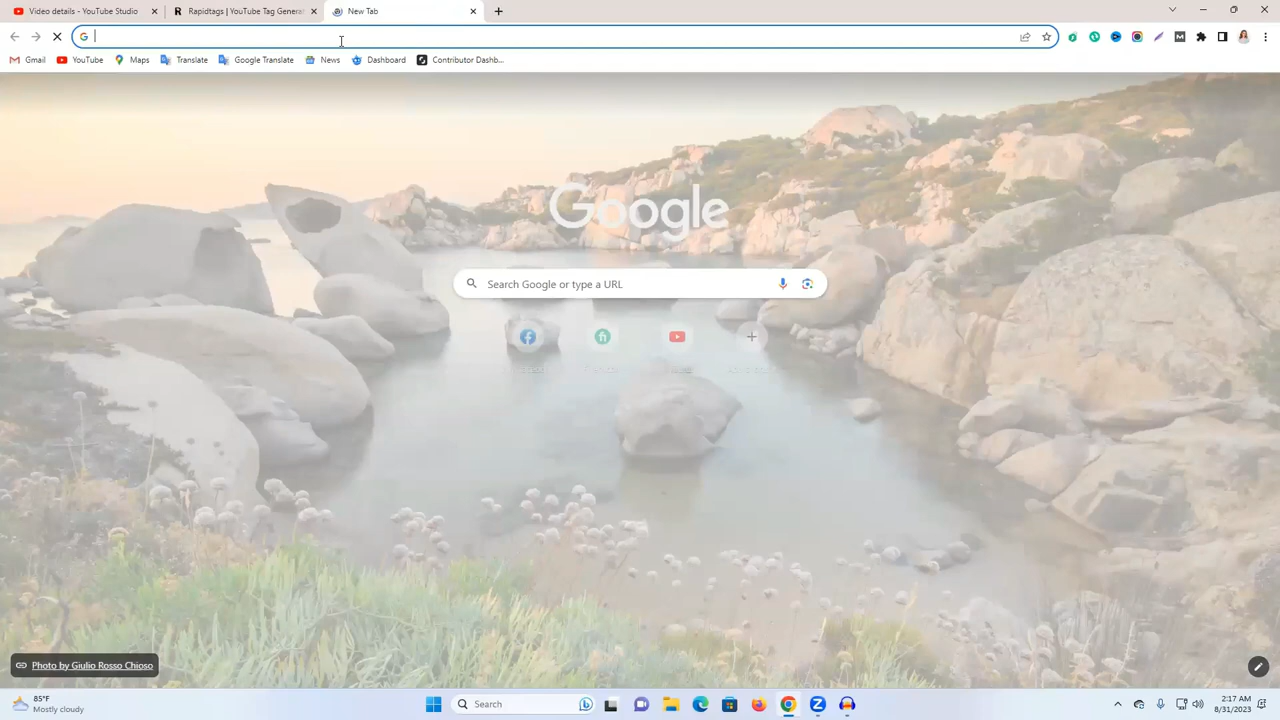 Video details - YouTube Studio
Rapidtags | YouTube Tag Generat
New Tab
Gmail
YouTube
Maps
Translate
Google Translate
News
Dashboard
Contributor Dashb...
Google
Search Google or type a URL
Photo by Giulio Rosso Chioso
85°F
Mostly cloudy
Search
2:17 AM
8/31/2023